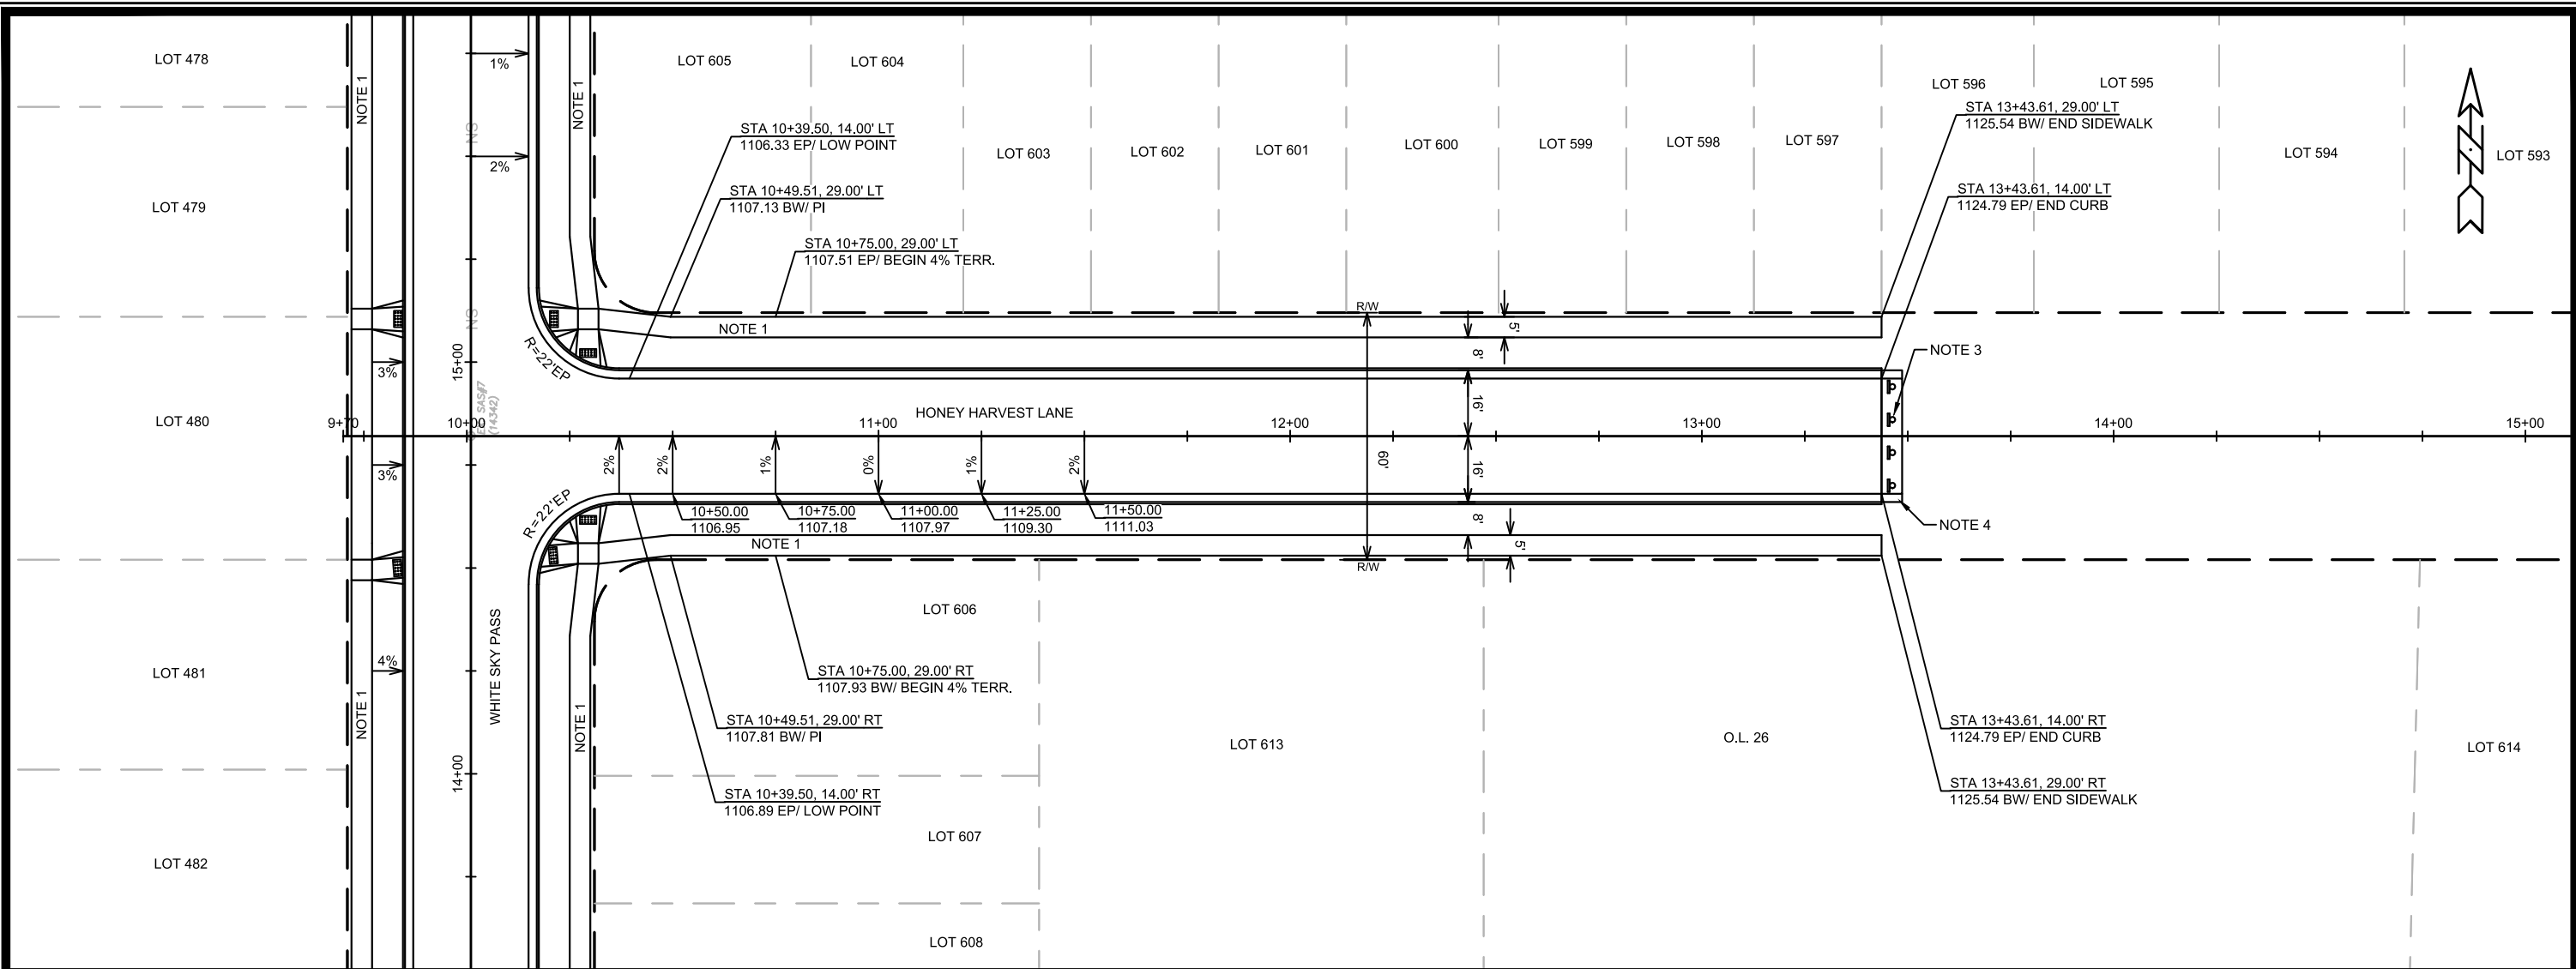 LOT 478
NOTE 1
1%
NOTE 1
LOT 605
LOT 604
LOT 596
LOT 595
STA 13+43.61, 29.00' LT
1125.54 BW/ END SIDEWALK
NS
2%
STA 10+39.50, 14.00' LT
1106.33 EP/ LOW POINT
LOT 603
LOT 602
LOT 601
LOT 600
LOT 599
LOT 598
LOT 597
LOT 594
LOT 593
N
LOT 479
STA 10+49.51, 29.00' LT
1107.13 BW/ PI
STA 13+43.61, 14.00' LT
1124.79 EP/ END CURB
STA 10+75.00, 29.00' LT
1107.51 EP/ BEGIN 4% TERR.
NS
R/W
NOTE 1
5'
R=22'EP
8'
NOTE 3
15+00
3%
(14342)
16'
LOT 480
9+70
10+00
HONEY HARVEST LANE
11+00
12+00
13+00
14+00
15+00
3%
2%
2%
1%
0%
1%
2%
60'
16'
R=22'EP
10+50.00
1106.95
10+75.00
1107.18
11+00.00
1107.97
11+25.00
1109.30
11+50.00
1111.03
8'
NOTE 4
NOTE 1
5'
R/W
LOT 606
WHITE SKY PASS
4%
LOT 481
STA 10+75.00, 29.00' RT
1107.93 BW/ BEGIN 4% TERR.
NOTE 1
NOTE 1
STA 10+49.51, 29.00' RT
1107.81 BW/ PI
STA 13+43.61, 14.00' RT
1124.79 EP/ END CURB
LOT 613
O.L. 26
LOT 614
14+00
STA 10+39.50, 14.00' RT
1106.89 EP/ LOW POINT
STA 13+43.61, 29.00' RT
1125.54 BW/ END SIDEWALK
LOT 607
LOT 482
LOT 608